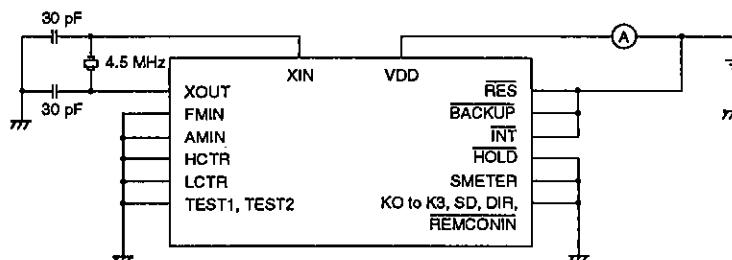 30 pF
A
4.5 MHz
XIN VDD
30 pF
XOUT RES
FMIN BACKUP
AMIN INT
HCTR HOLD
LCTR SMETER
TEST1, TEST2 KO to K3, SD, DIR,
REMCONIN